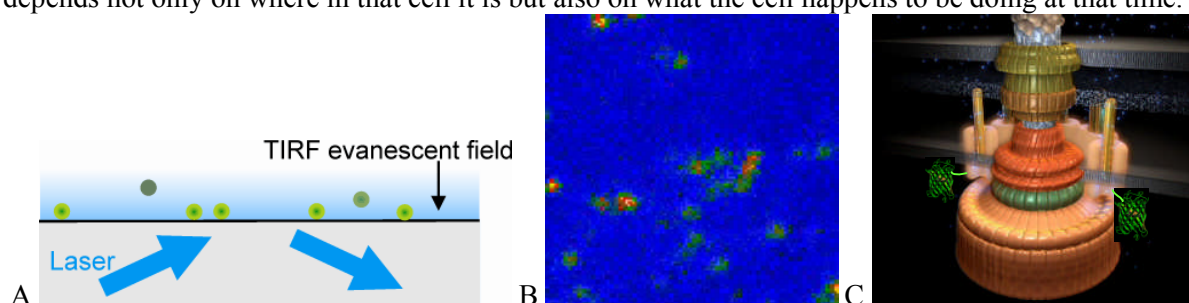 depends not only on where in that cell it is but also on what the cell happens to be doing at that time.
TIRF evanescent field
Laser
A
B
C